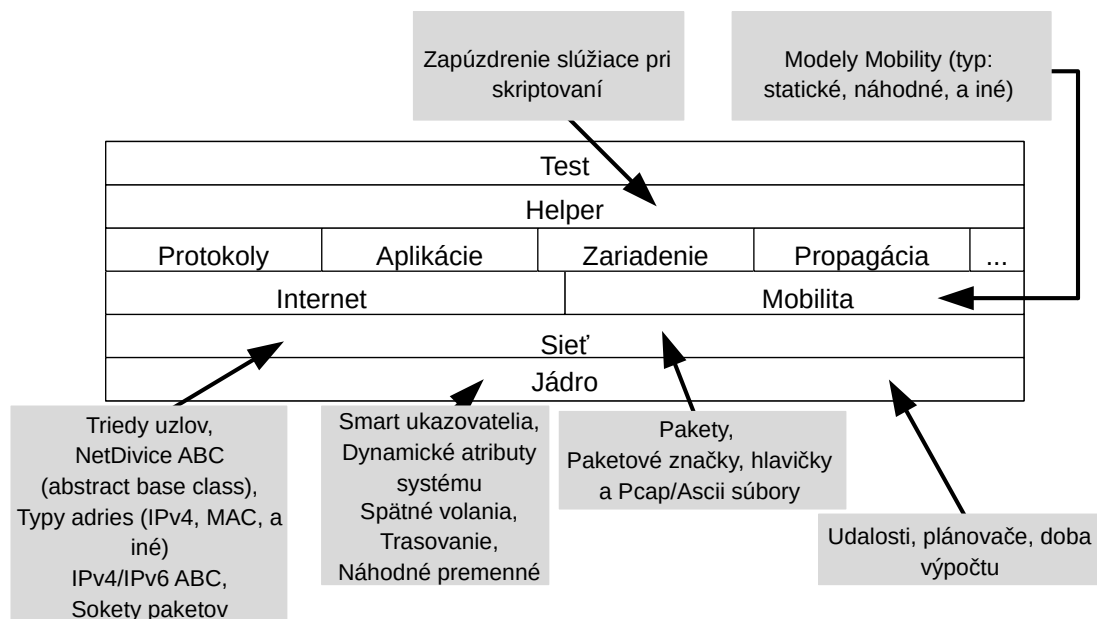 Zapúzdrenie slúžiace pri
skriptovaní
Modely Mobility (typ:
statické, náhodné, a iné)
Test
Helper
Protokoly
Aplikácie
Zariadenie
Propagácia
...
Internet
Mobilita
Sieť
Jádro
Triedy uzlov,
NetDivice ABC
(abstract base class),
Typy adries (IPv4, MAC, a
iné)
IPv4/IPv6 ABC,
Sokety paketov
Smart ukazovatelia,
Dynamické atributy
systému
Spätné volania,
Trasovanie,
Náhodné premenné
Pakety,
Paketové značky, hlavičky
a Pcap/Ascii súbory
Udalosti, plánovače, doba
výpočtu